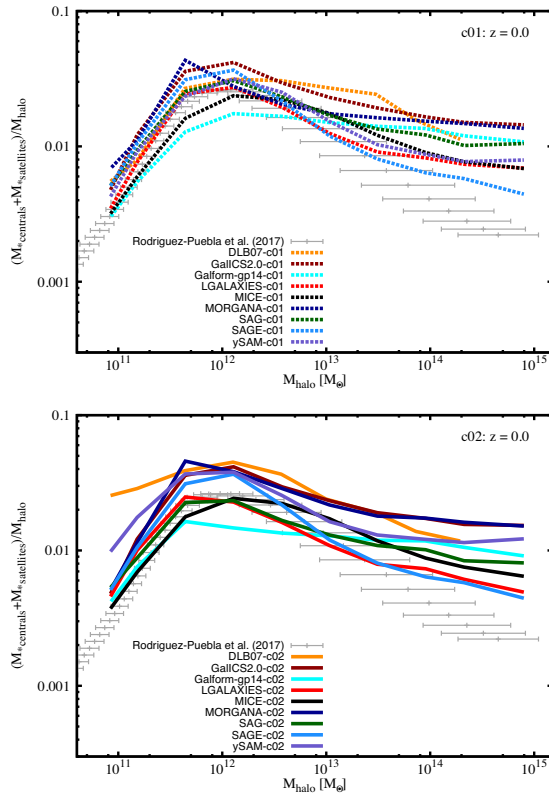 c01: z = 0.0
0.1
0.01
0.001
(M*centrals+M*satellites)/Mhalo
Rodriguez-Puebla et al. (2017)
DLB07-c01
GalICS2.0-c01
Galform-gp14-c01
LGALAXIES-c01
MICE-c01
MORGANA-c01
SAG-c01
SAGE-c01
ySAM-c01
10^11 10^12 10^13 10^14 10^15
Mhalo [M⊙]
c02: z = 0.0
0.1
0.01
0.001
(M*centrals+M*satellites)/Mhalo
Rodriguez-Puebla et al. (2017)
DLB07-c02
GalICS2.0-c02
Galform-gp14-c02
LGALAXIES-c02
MICE-c02
MORGANA-c02
SAG-c02
SAGE-c02
ySAM-c02
10^11 10^12 10^13 10^14 10^15
Mhalo [M⊙]